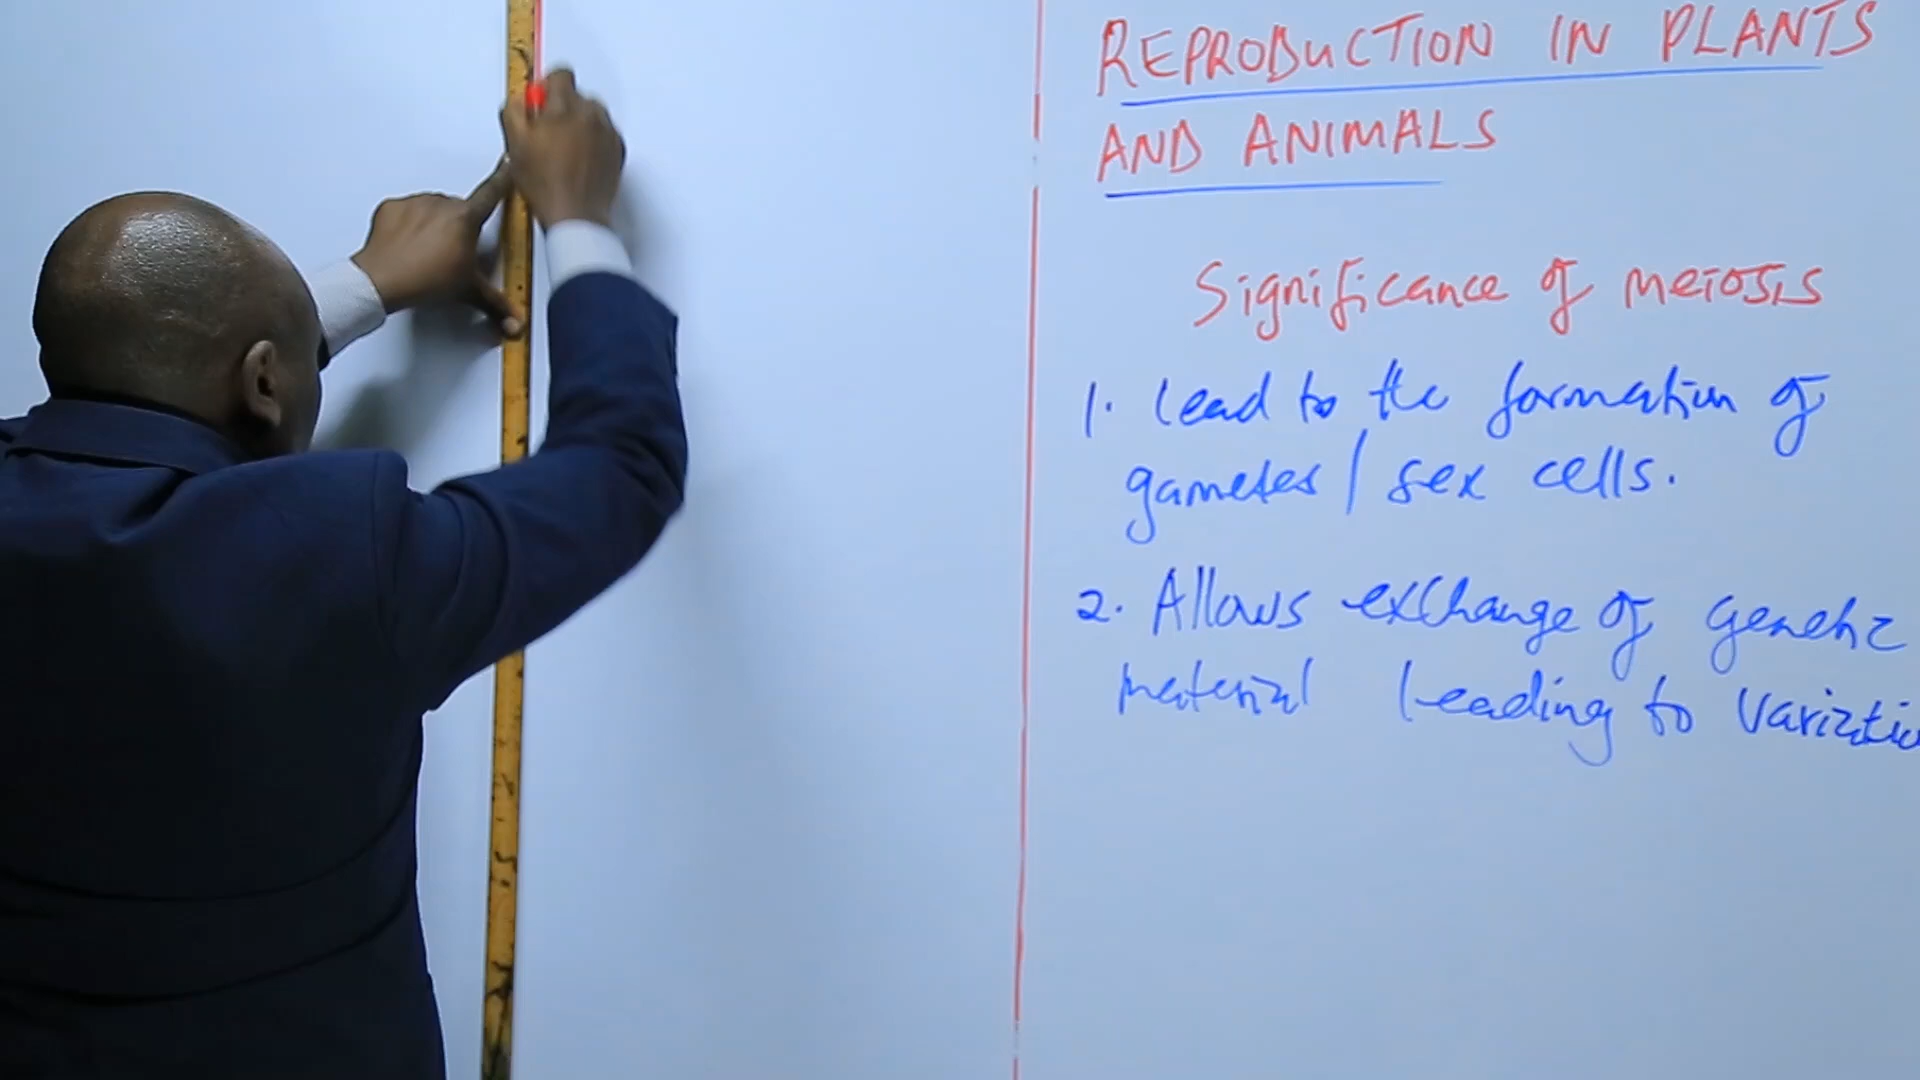 REPRODUCTION IN PLANTS
AND ANIMALS
Significance of meiosis
1. Lead to the formation of
gametes / sex cells.
2. Allows exchange of genetic
material leading to variatio